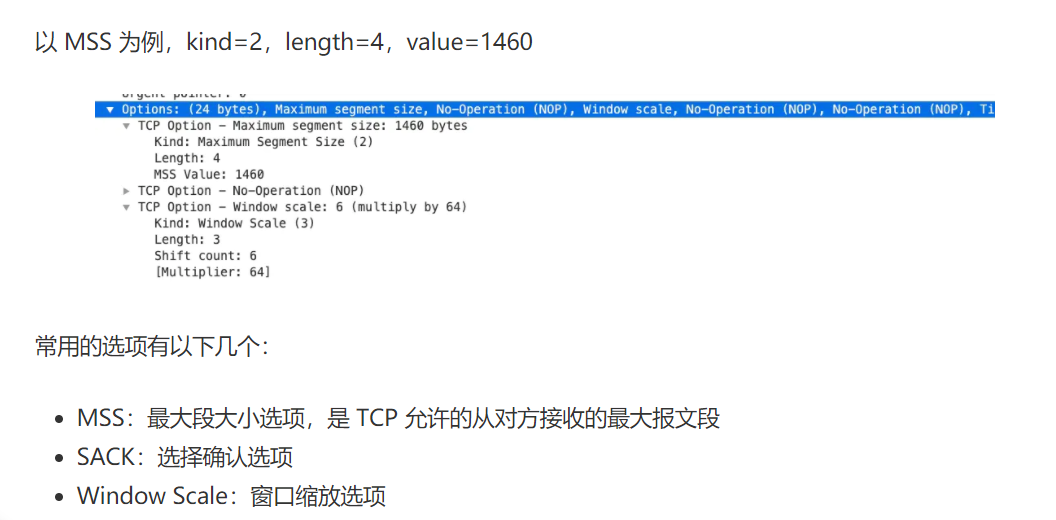 以 MSS 为例，kind=2，length=4，value=1460
Urgent pointer: 0
Options: (24 bytes), Maximum segment size, No-Operation (NOP), Window scale, No-Operation (NOP), No-Operation (NOP), Ti
TCP Option - Maximum segment size: 1460 bytes
Kind: Maximum Segment Size (2)
Length: 4
MSS Value: 1460
TCP Option - No-Operation (NOP)
TCP Option - Window scale: 6 (multiply by 64)
Kind: Window Scale (3)
Length: 3
Shift count: 6
[Multiplier: 64]
常用的选项有以下几个：
MSS：最大段大小选项，是 TCP 允许的从对方接收的最大报文段
SACK：选择确认选项
Window Scale：窗口缩放选项